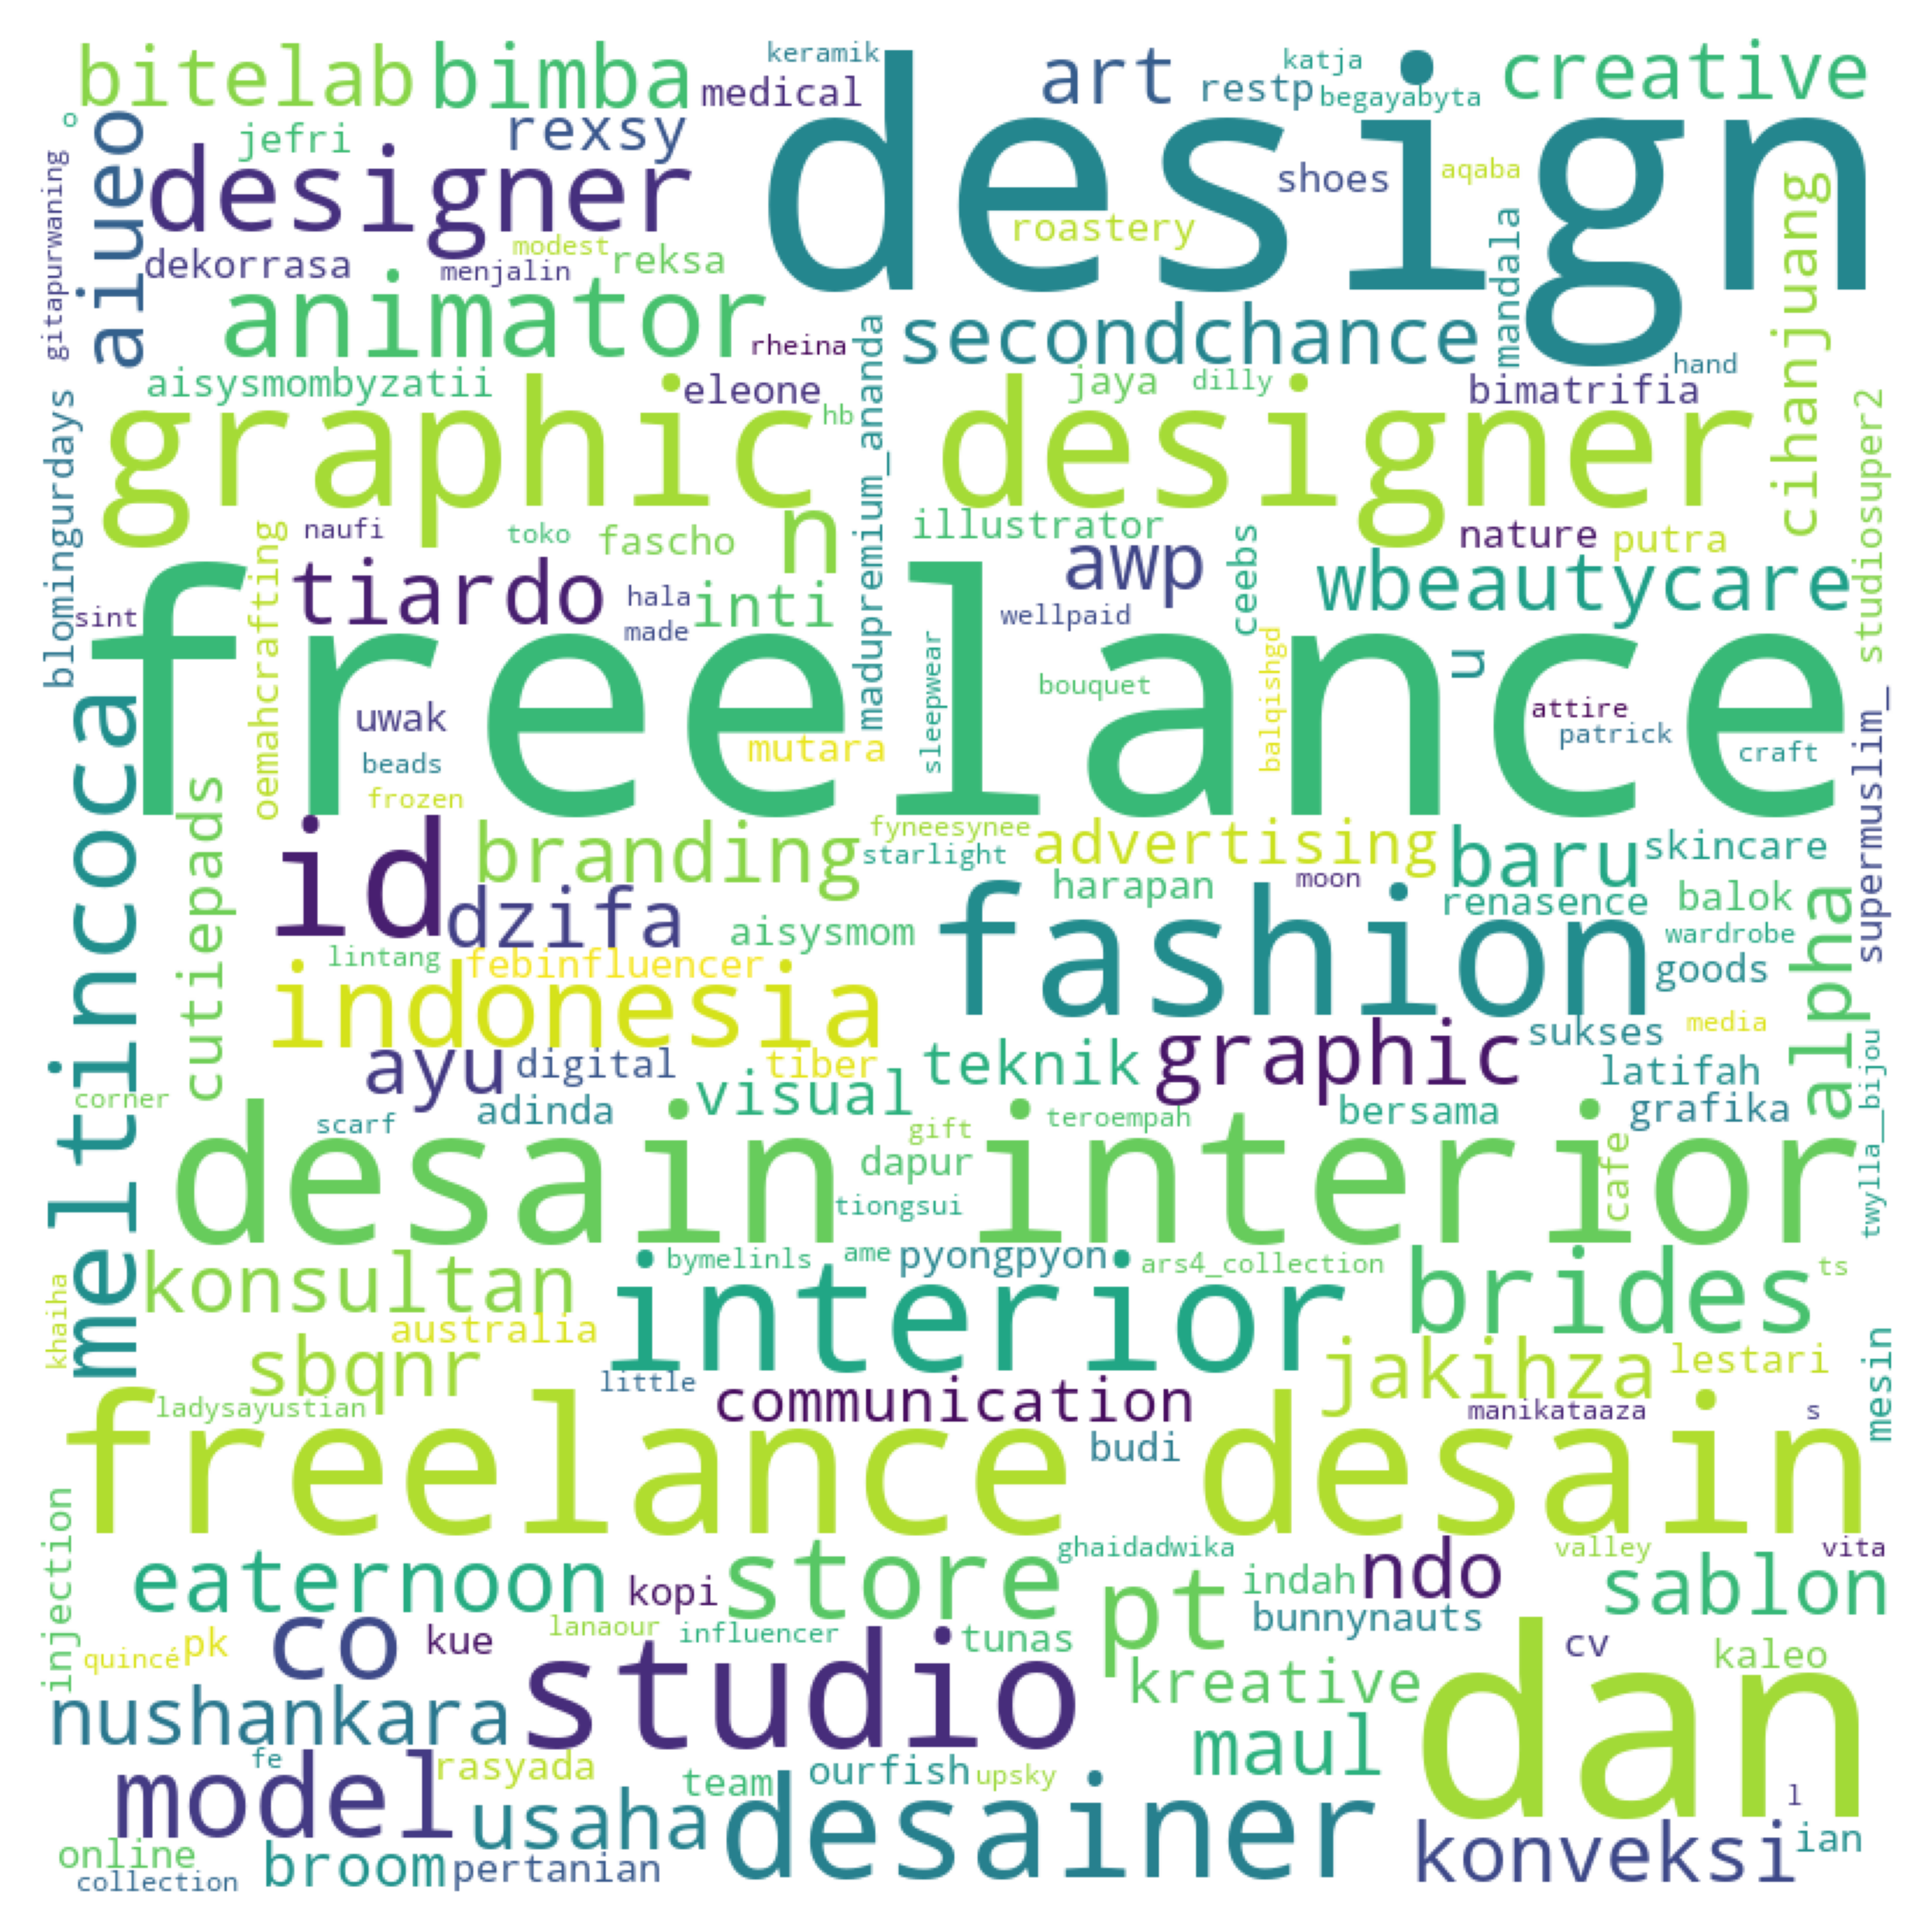 bitelab bimba keramik medical art katja restp begayabyta creative
o jefri rexsy design
aiueo designer shoes aqaba
gitapurwaning dekorrasa modest menjalin reksa roastery mandala cihanjuang
animator rheina secondchance hand
aisysmombyzatii eleone hb madupremium_ananda jaya dilly bimatrifia
blomingurdays graphic designer studiosuper2
oemahcrafting naufi toko fascho n illustrator ceebs nature putra
sint tiardo hala made inti awp wellpaid wbeautycare
freelance
meltincoca uwak beads frozen mutara sleepwear bouquet balqishgd u attire patrick craft supermuslim_
cutiepads id branding fyneesynee starlight advertising baru skincare
dzifa aisysmom harapan moon renasence balok alpha
lintang febinfluencer fashion wardrobe goods
indonesia sukses media
corner ayu digital tiber teknik graphic latifah twylla__bijou
scarf adinda visual gift teroempah bersama grafika
desain interior dapur cafe
tiongsui
khaiha konsultan bymelinls ame pyongpyon ars4_collection brides ts
australia interior mesin
sbqnr little jakihza lestari
ladysayustian communication manikataaza s
freelance desain budi
injection eaternoon kopi store ghaidadwika pt indah ndo valley vita sablon
co kue lanaour influencer tunas bunnynauts cv kaleo
quincé pk studio kreative dan
nushankara maul
fe model rasyada team ourfish upsky l
online usaha desainer konveksi ian
collection broom pertanian